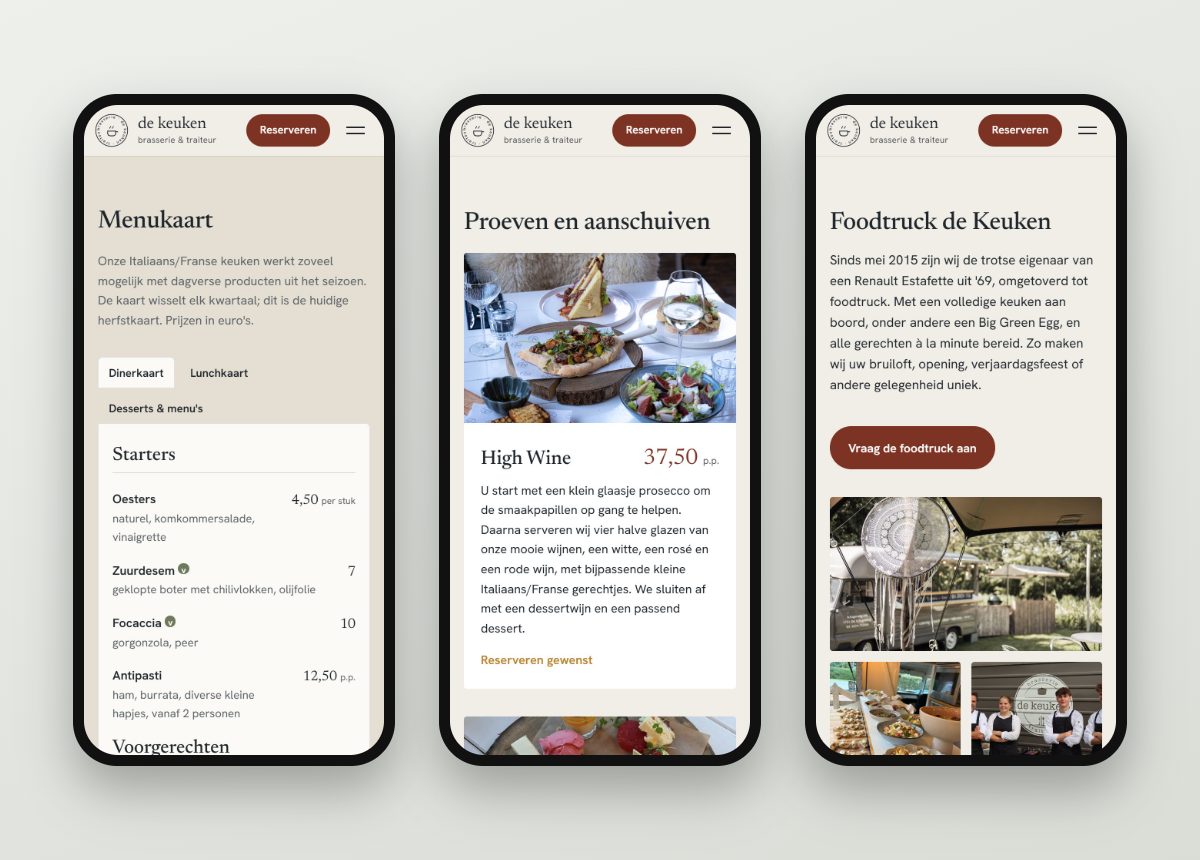 de keuken
brasserie & traiteur
Reserveren
Menukaart
Onze Italiaans/Franse keuken werkt zoveel
mogelijk met dagverse producten uit het seizoen.
De kaart wisselt elk kwartaal; dit is de huidige
herfstkaart. Prijzen in euro's.
Dinerkaart
Lunchkaart
Desserts & menu's
Starters
Oesters 4,50 per stuk
naturel, komkommersalade,
vinaigrette
Zuurdesem v 7
geklopte boter met chilivlokken, olijfolie
Focaccia v 10
gorgonzola, peer
Antipasti 12,50 p.p.
ham, burrata, diverse kleine
hapjes, vanaf 2 personen
Voorgerechten
de keuken
brasserie & traiteur
Reserveren
Proeven en aanschuiven
High Wine 37,50 p.p.
U start met een klein glaasje prosecco om
de smaakpapillen op gang te helpen.
Daarna serveren wij vier halve glazen van
onze mooie wijnen, een witte, een rosé en
een rode wijn, met bijpassende kleine
Italiaans/Franse gerechtjes. We sluiten af
met een dessertwijn en een passend
dessert.
Reserveren gewenst
de keuken
brasserie & traiteur
Reserveren
Foodtruck de Keuken
Sinds mei 2015 zijn wij de trotse eigenaar van
een Renault Estafette uit '69, omgetoverd tot
foodtruck. Met een volledige keuken aan
boord, onder andere een Big Green Egg, en
alle gerechten à la minute bereid. Zo maken
wij uw bruiloft, opening, verjaardagsfeest of
andere gelegenheid uniek.
Vraag de foodtruck aan
brasserie
de keuken